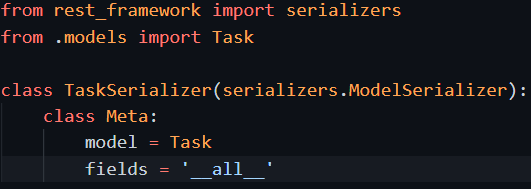 from rest_framework import serializers
from .models import Task

class TaskSerializer(serializers.ModelSerializer):
    class Meta:
        model = Task
        fields = '__all__'